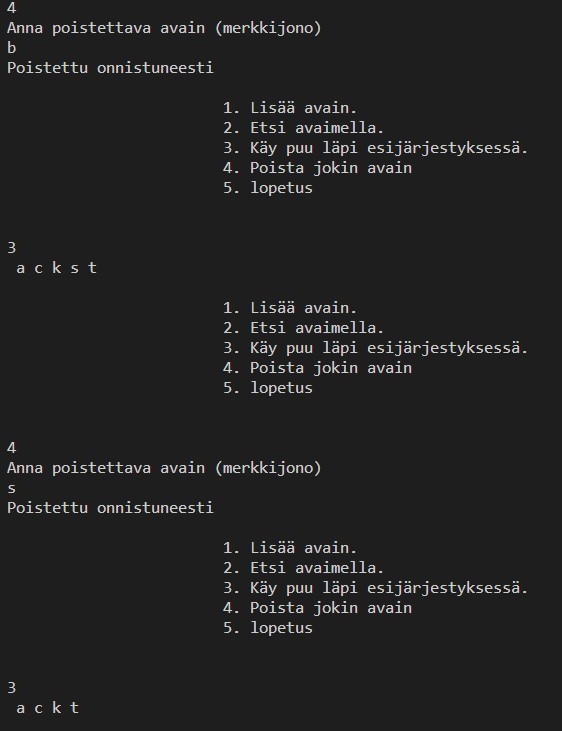 4
Anna poistettava avain (merkkijono)
b
Poistettu onnistuneesti
1. Lisää avain.
2. Etsi avaimella.
3. Käy puu läpi esijärjestyksessä.
4. Poista jokin avain
5. lopetus
3
a c k s t
1. Lisää avain.
2. Etsi avaimella.
3. Käy puu läpi esijärjestyksessä.
4. Poista jokin avain
5. lopetus
4
Anna poistettava avain (merkkijono)
s
Poistettu onnistuneesti
1. Lisää avain.
2. Etsi avaimella.
3. Käy puu läpi esijärjestyksessä.
4. Poista jokin avain
5. lopetus
3
a c k t